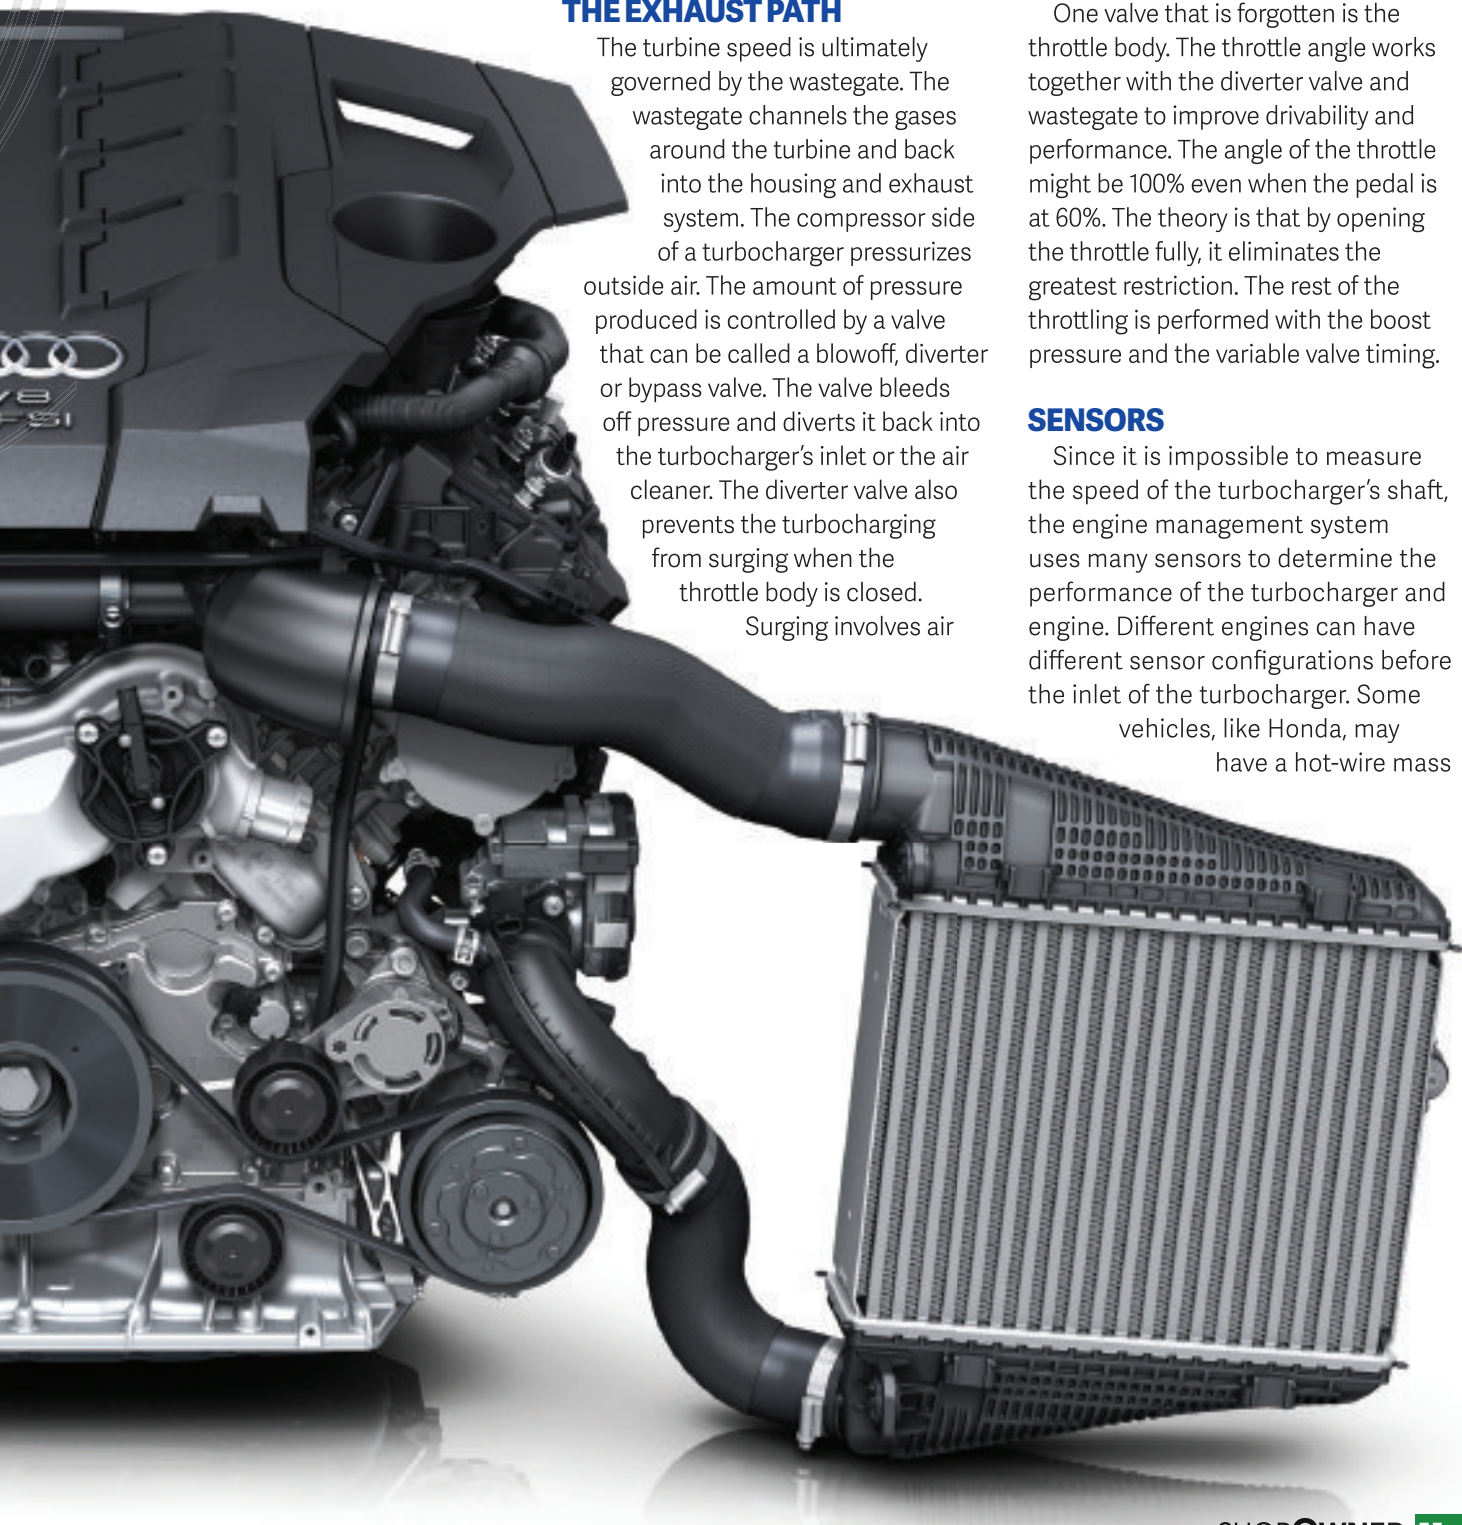 THE EXHAUST PATH
The turbine speed is ultimately
governed by the wastegate. The
wastegate channels the gases
around the turbine and back
into the housing and exhaust
system. The compressor side
of a turbocharger pressurizes
outside air. The amount of pressure
produced is controlled by a valve
that can be called a blowoff, diverter
or bypass valve. The valve bleeds
off pressure and diverts it back into
the turbocharger’s inlet or the air
cleaner. The diverter valve also
prevents the turbocharging
from surging when the
throttle body is closed.
Surging involves air
One valve that is forgotten is the
throttle body. The throttle angle works
together with the diverter valve and
wastegate to improve drivability and
performance. The angle of the throttle
might be 100% even when the pedal is
at 60%. The theory is that by opening
the throttle fully, it eliminates the
greatest restriction. The rest of the
throttling is performed with the boost
pressure and the variable valve timing.
SENSORS
Since it is impossible to measure
the speed of the turbocharger’s shaft,
the engine management system
uses many sensors to determine the
performance of the turbocharger and
engine. Different engines can have
different sensor configurations before
the inlet of the turbocharger. Some
vehicles, like Honda, may
have a hot-wire mass
V8
FSI